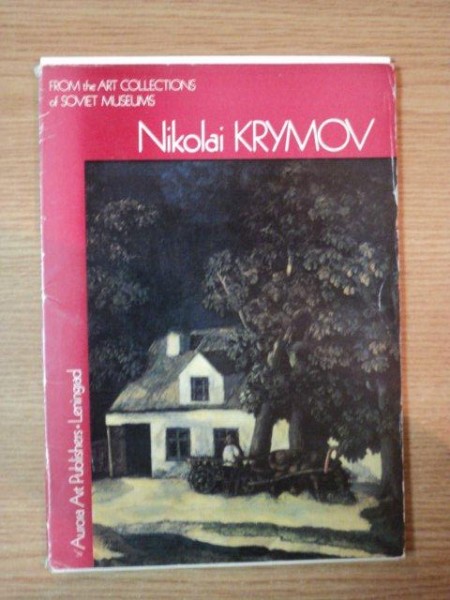 FROM the ART COLLECTIONS
of SOVIET MUSEUMS
Nikolai KRYMOV
Aurora Art Publishers • Leningrad